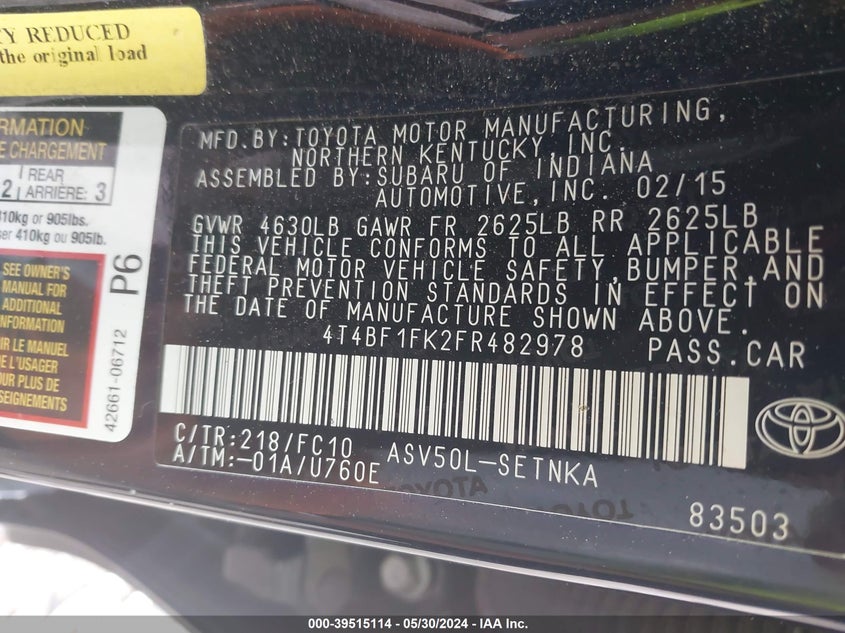 Y REDUCED
the original load
RMATION
E CHARGEMENT
2 REAR
ARRIÈRE: 3
410kg or 905lbs.
ser 410kg ou 905lb.
SEE OWNER'S
MANUAL FOR
ADDITIONAL
INFORMATION
IR LE MANUEL
E L'USAGER
OUR PLUS DE
SEIGNEMENTS
P6
42661-06712
MFD.BY:TOYOTA MOTOR MANUFACTURING,
NORTHERN KENTUCKY, INC.
ASSEMBLED BY:SUBARU OF INDIANA
AUTOMOTIVE,INC. 02/15
GVWR 4630LB GAWR FR 2625LB RR 2625LB
THIS VEHICLE CONFORMS TO ALL APPLICABLE
FEDERAL MOTOR VEHICLE SAFETY,BUMPER,AND
THEFT PREVENTION STANDARDS IN EFFECT ON
THE DATE OF MANUFACTURE SHOWN ABOVE.
4T4BF1FK2FR482978 PASS.CAR
C/TR:218/FC10 ASV50L-SETNKA
A/TM:-01A/U760E
TOYOTA
TOYO
83503
000-39515114 - 05/30/2024 - IAA Inc.